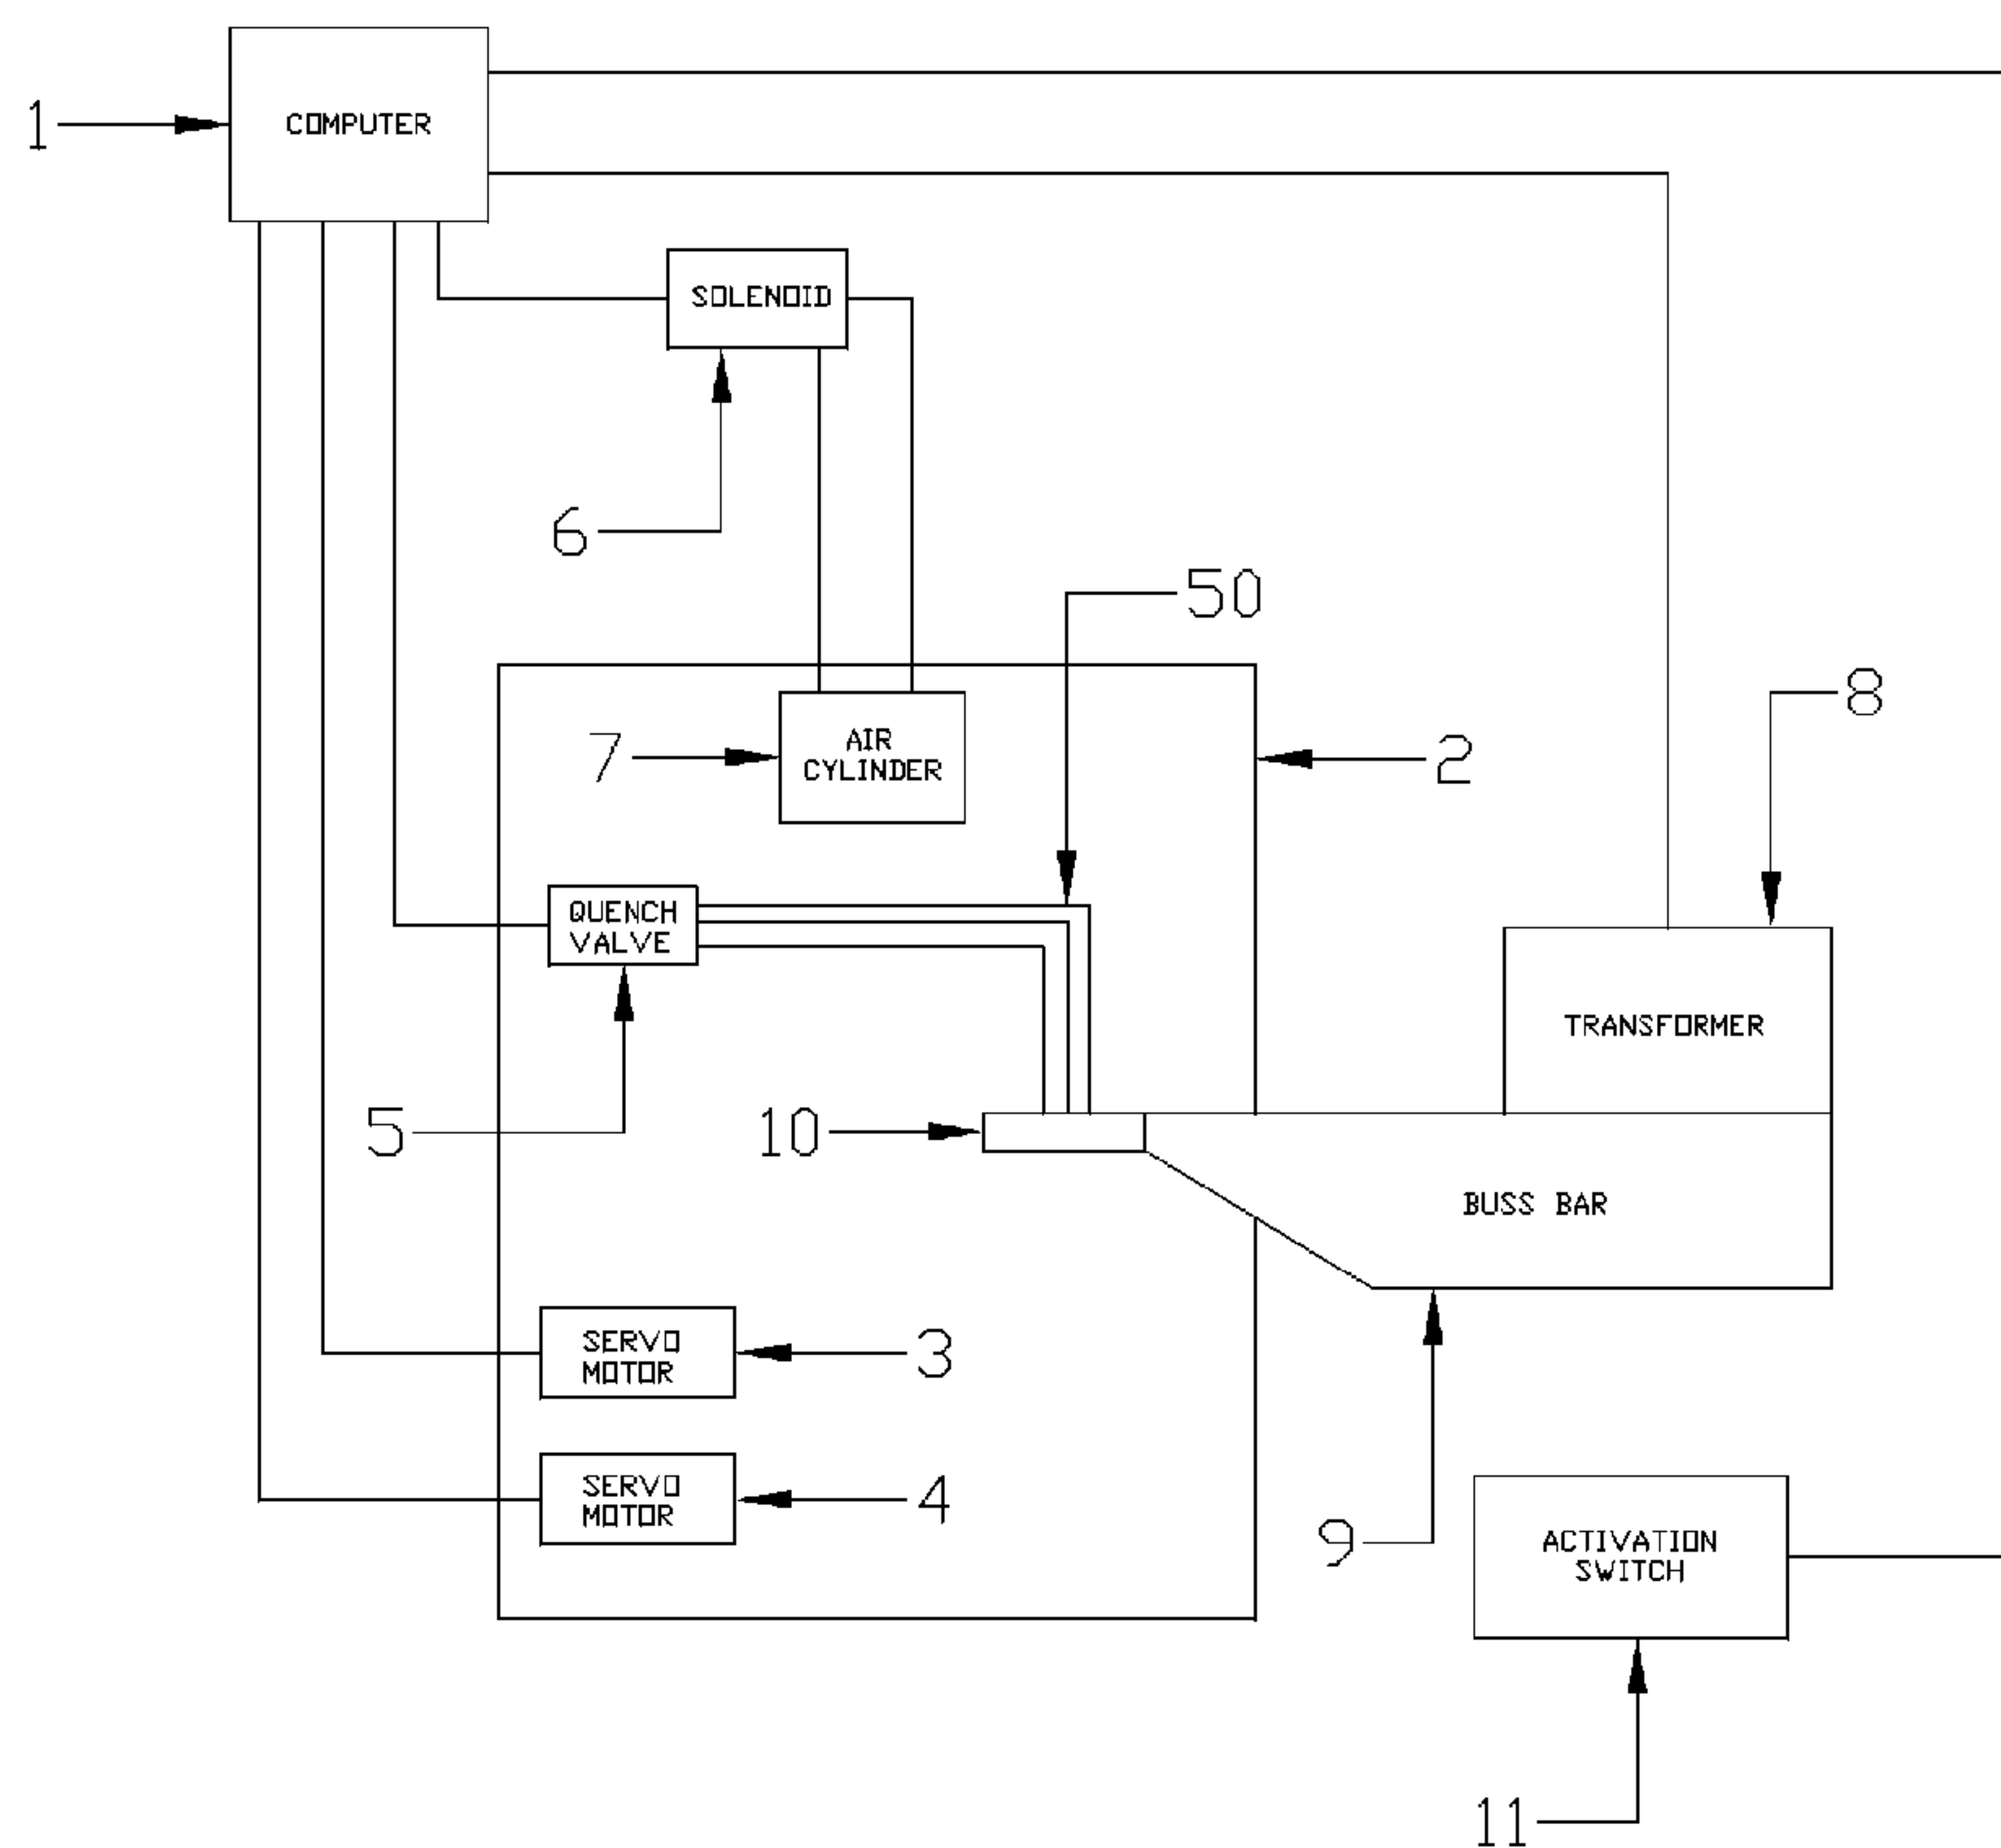 COMPUTER
1
SOLENOID
6
50
8
AIR
CYLINDER
7
2
QUENCH
VALVE
TRANSFORMER
5
10
BUSS BAR
SERVO
MOTOR
3
SERVO
MOTOR
4
9
ACTIVATION
SWITCH
11